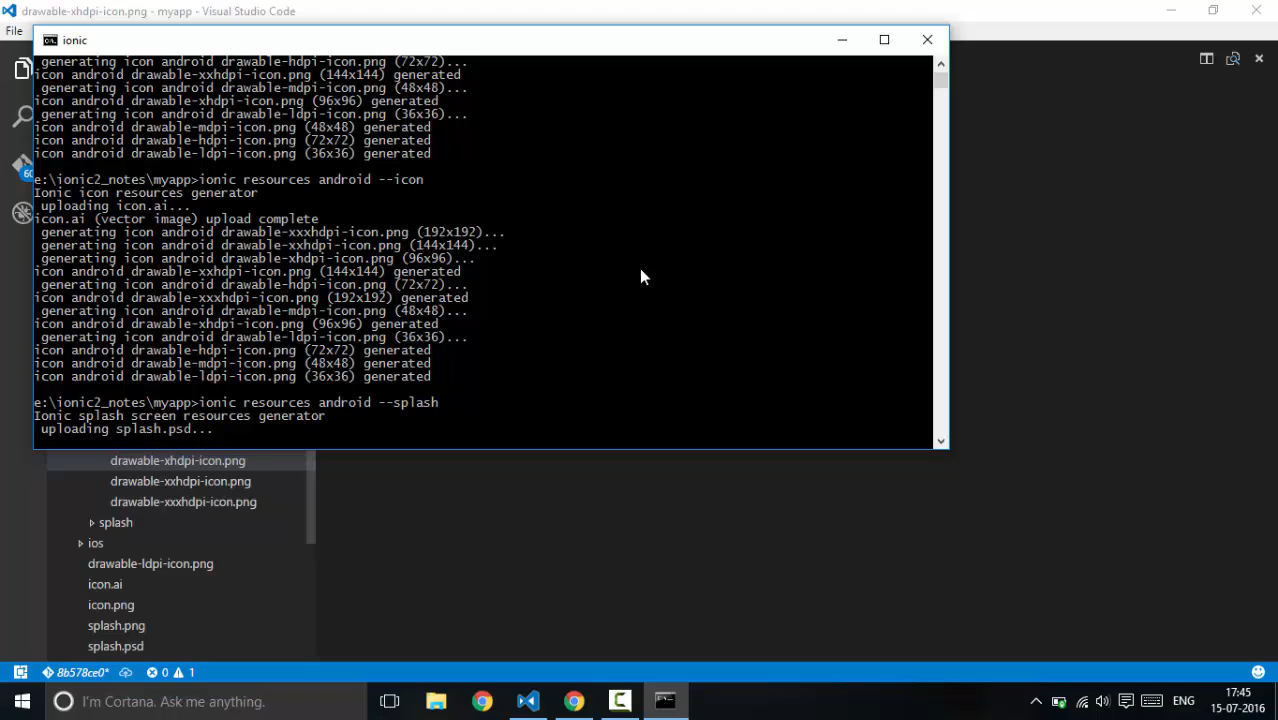 drawable-xhdpi-icon.png - myapp - Visual Studio Code
File
ionic
generating icon android drawable-hdpi-icon.png (72x72)...
icon android drawable-xxhdpi-icon.png (144x144) generated
generating icon android drawable-mdpi-icon.png (48x48)...
icon android drawable-xhdpi-icon.png (96x96) generated
generating icon android drawable-ldpi-icon.png (36x36)...
icon android drawable-mdpi-icon.png (48x48) generated
icon android drawable-hdpi-icon.png (72x72) generated
icon android drawable-ldpi-icon.png (36x36) generated
e:\ionic2_notes\myapp>ionic resources android --icon
Ionic icon resources generator
uploading icon.ai...
icon.ai (vector image) upload complete
generating icon android drawable-xxxhdpi-icon.png (192x192)...
generating icon android drawable-xxhdpi-icon.png (144x144)...
generating icon android drawable-xhdpi-icon.png (96x96)...
icon android drawable-xxhdpi-icon.png (144x144) generated
generating icon android drawable-hdpi-icon.png (72x72)...
icon android drawable-xxxhdpi-icon.png (192x192) generated
generating icon android drawable-mdpi-icon.png (48x48)...
icon android drawable-xhdpi-icon.png (96x96) generated
generating icon android drawable-ldpi-icon.png (36x36)...
icon android drawable-hdpi-icon.png (72x72) generated
icon android drawable-mdpi-icon.png (48x48) generated
icon android drawable-ldpi-icon.png (36x36) generated
e:\ionic2_notes\myapp>ionic resources android --splash
Ionic splash screen resources generator
uploading splash.psd...
60
drawable-xhdpi-icon.png
drawable-xxhdpi-icon.png
drawable-xxxhdpi-icon.png
splash
ios
drawable-ldpi-icon.png
icon.ai
icon.png
splash.png
splash.psd
8b578ce0* 0 1
I'm Cortana. Ask me anything.
ENG
17:45
15-07-2016